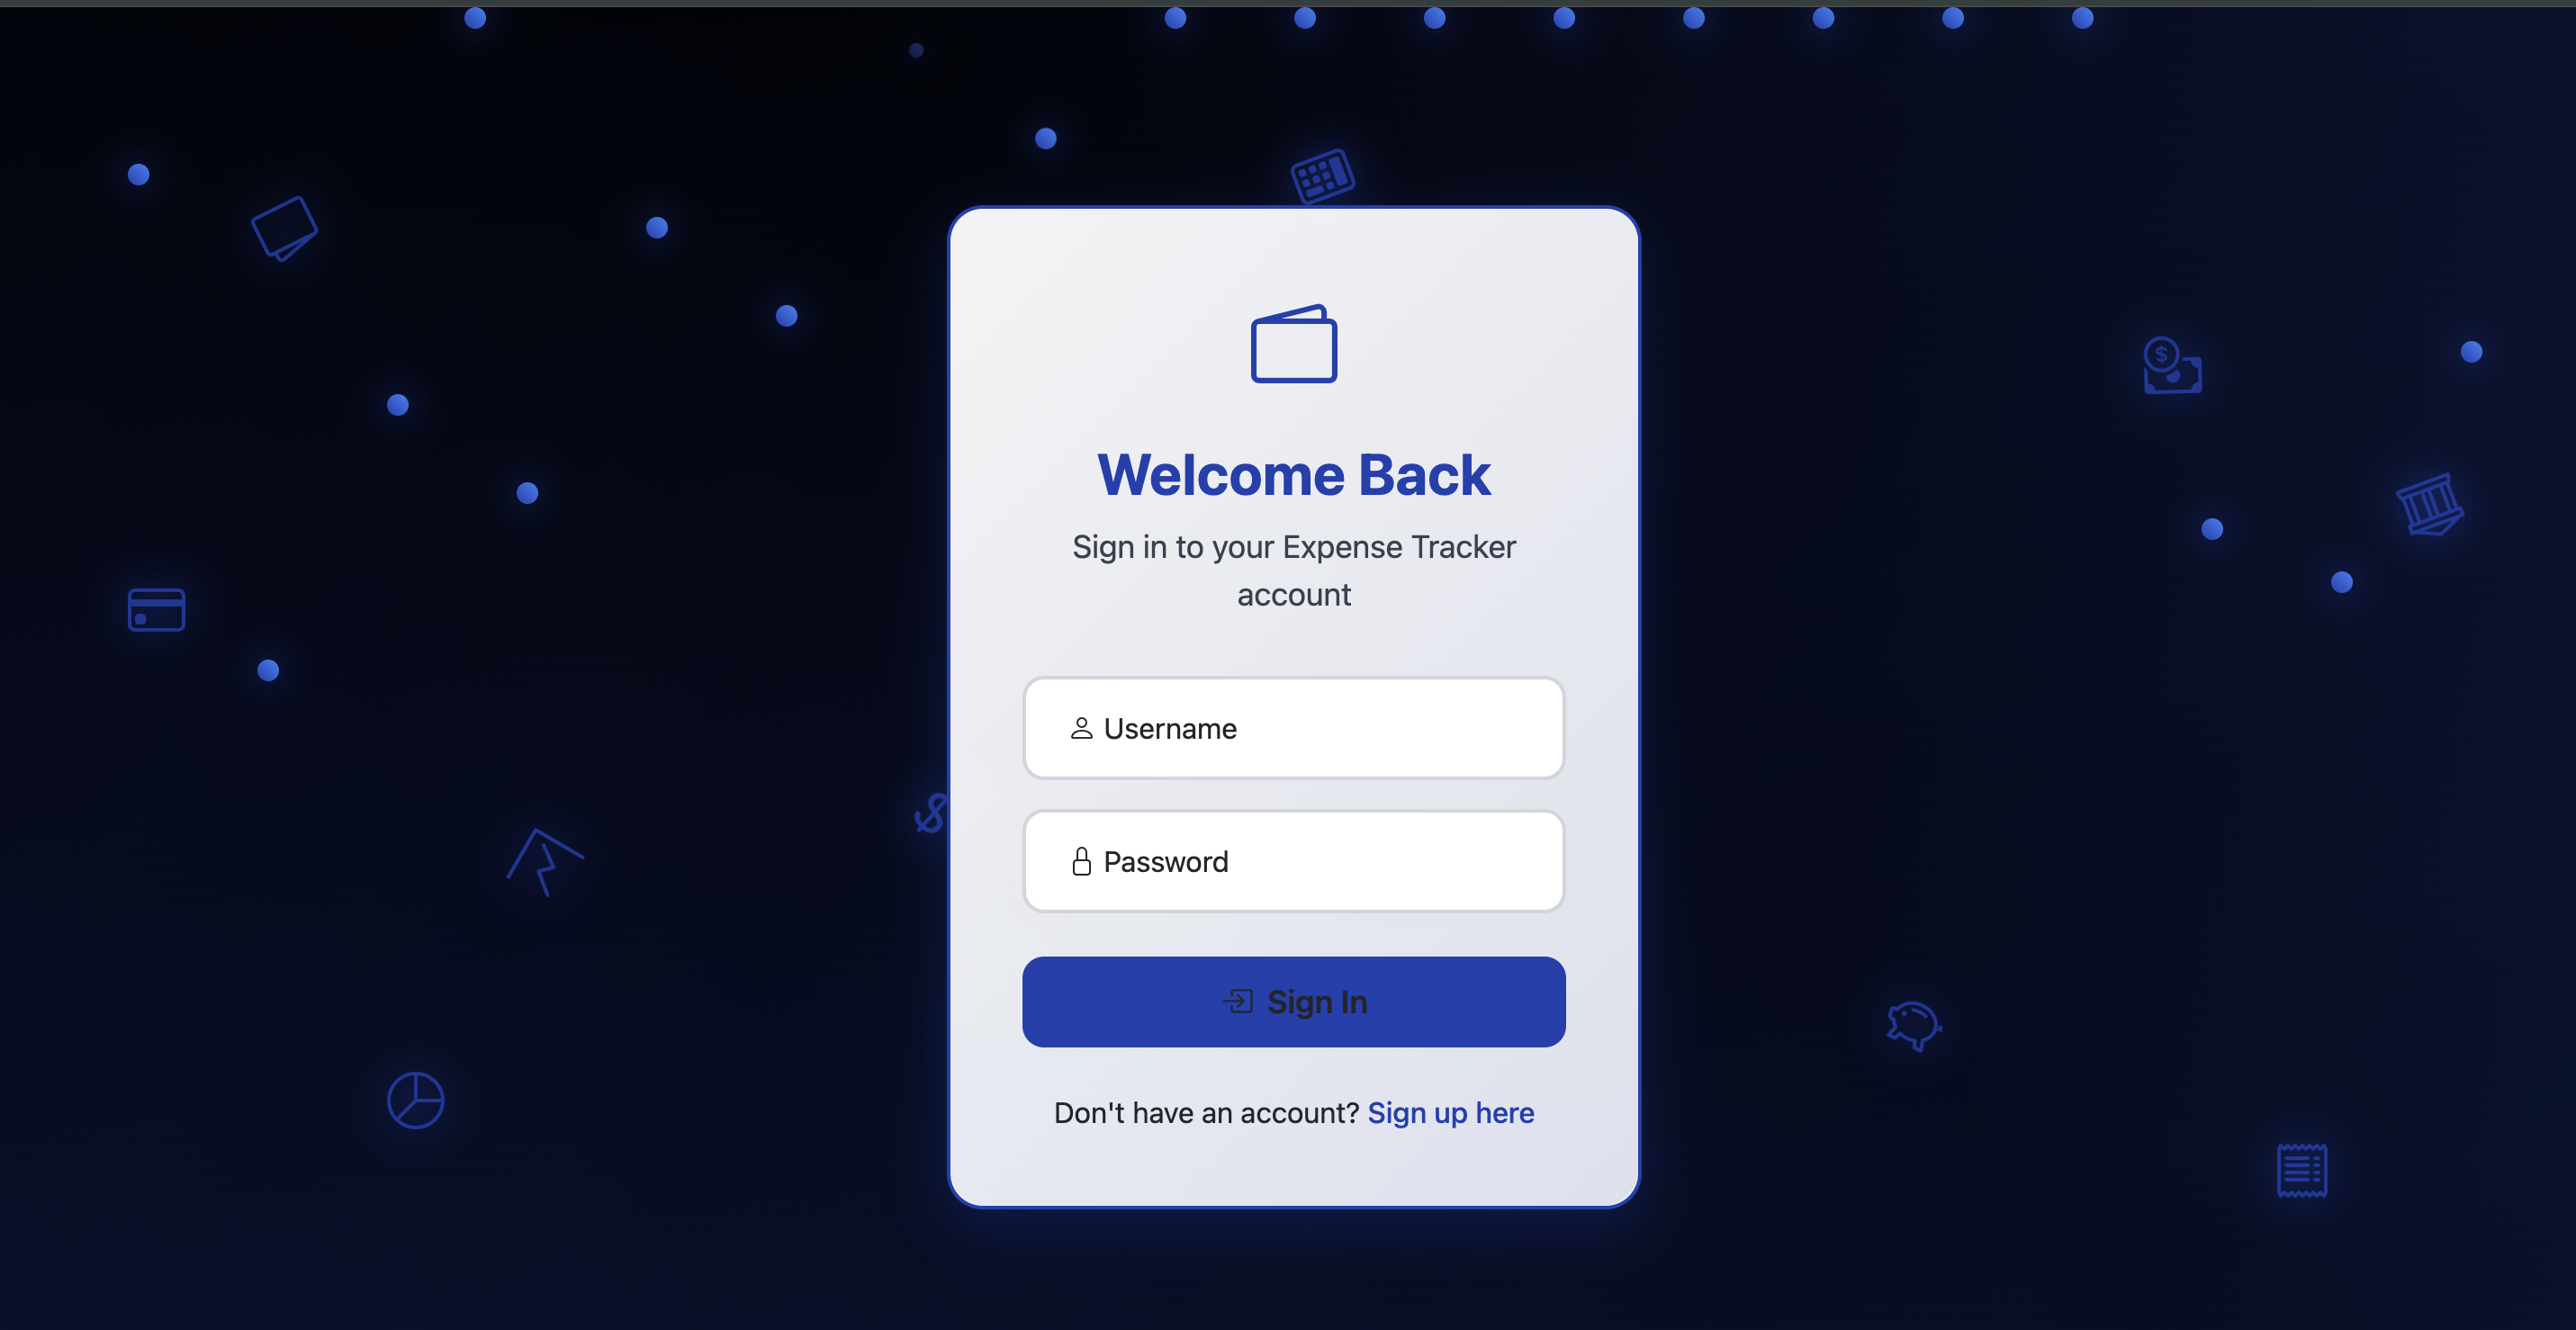 Welcome Back
Sign in to your Expense Tracker
account
Username
Password
Sign In
Don't have an account? Sign up here